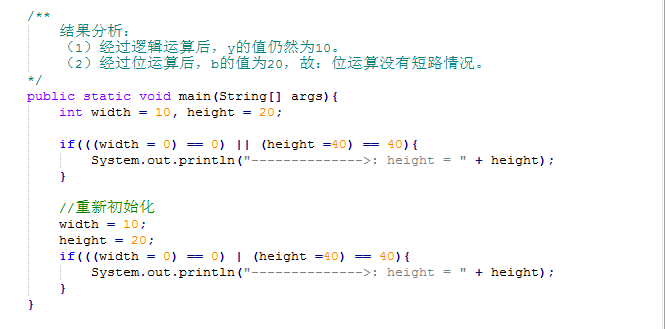 /**
结果分析:
（1）经过逻辑运算后，y的值仍然为10。
（2）经过位运算后，b的值为20，故：位运算没有短路情况。
*/
public static void main(String[] args){
int width = 10, height = 20;
if(((width = 0) == 0) || (height =40) == 40){
System.out.println("-------------->: height = " + height);
}
//重新初始化
width = 10;
height = 20;
if(((width = 0) == 0) | (height =40) == 40){
System.out.println("-------------->: height = " + height);
}
}